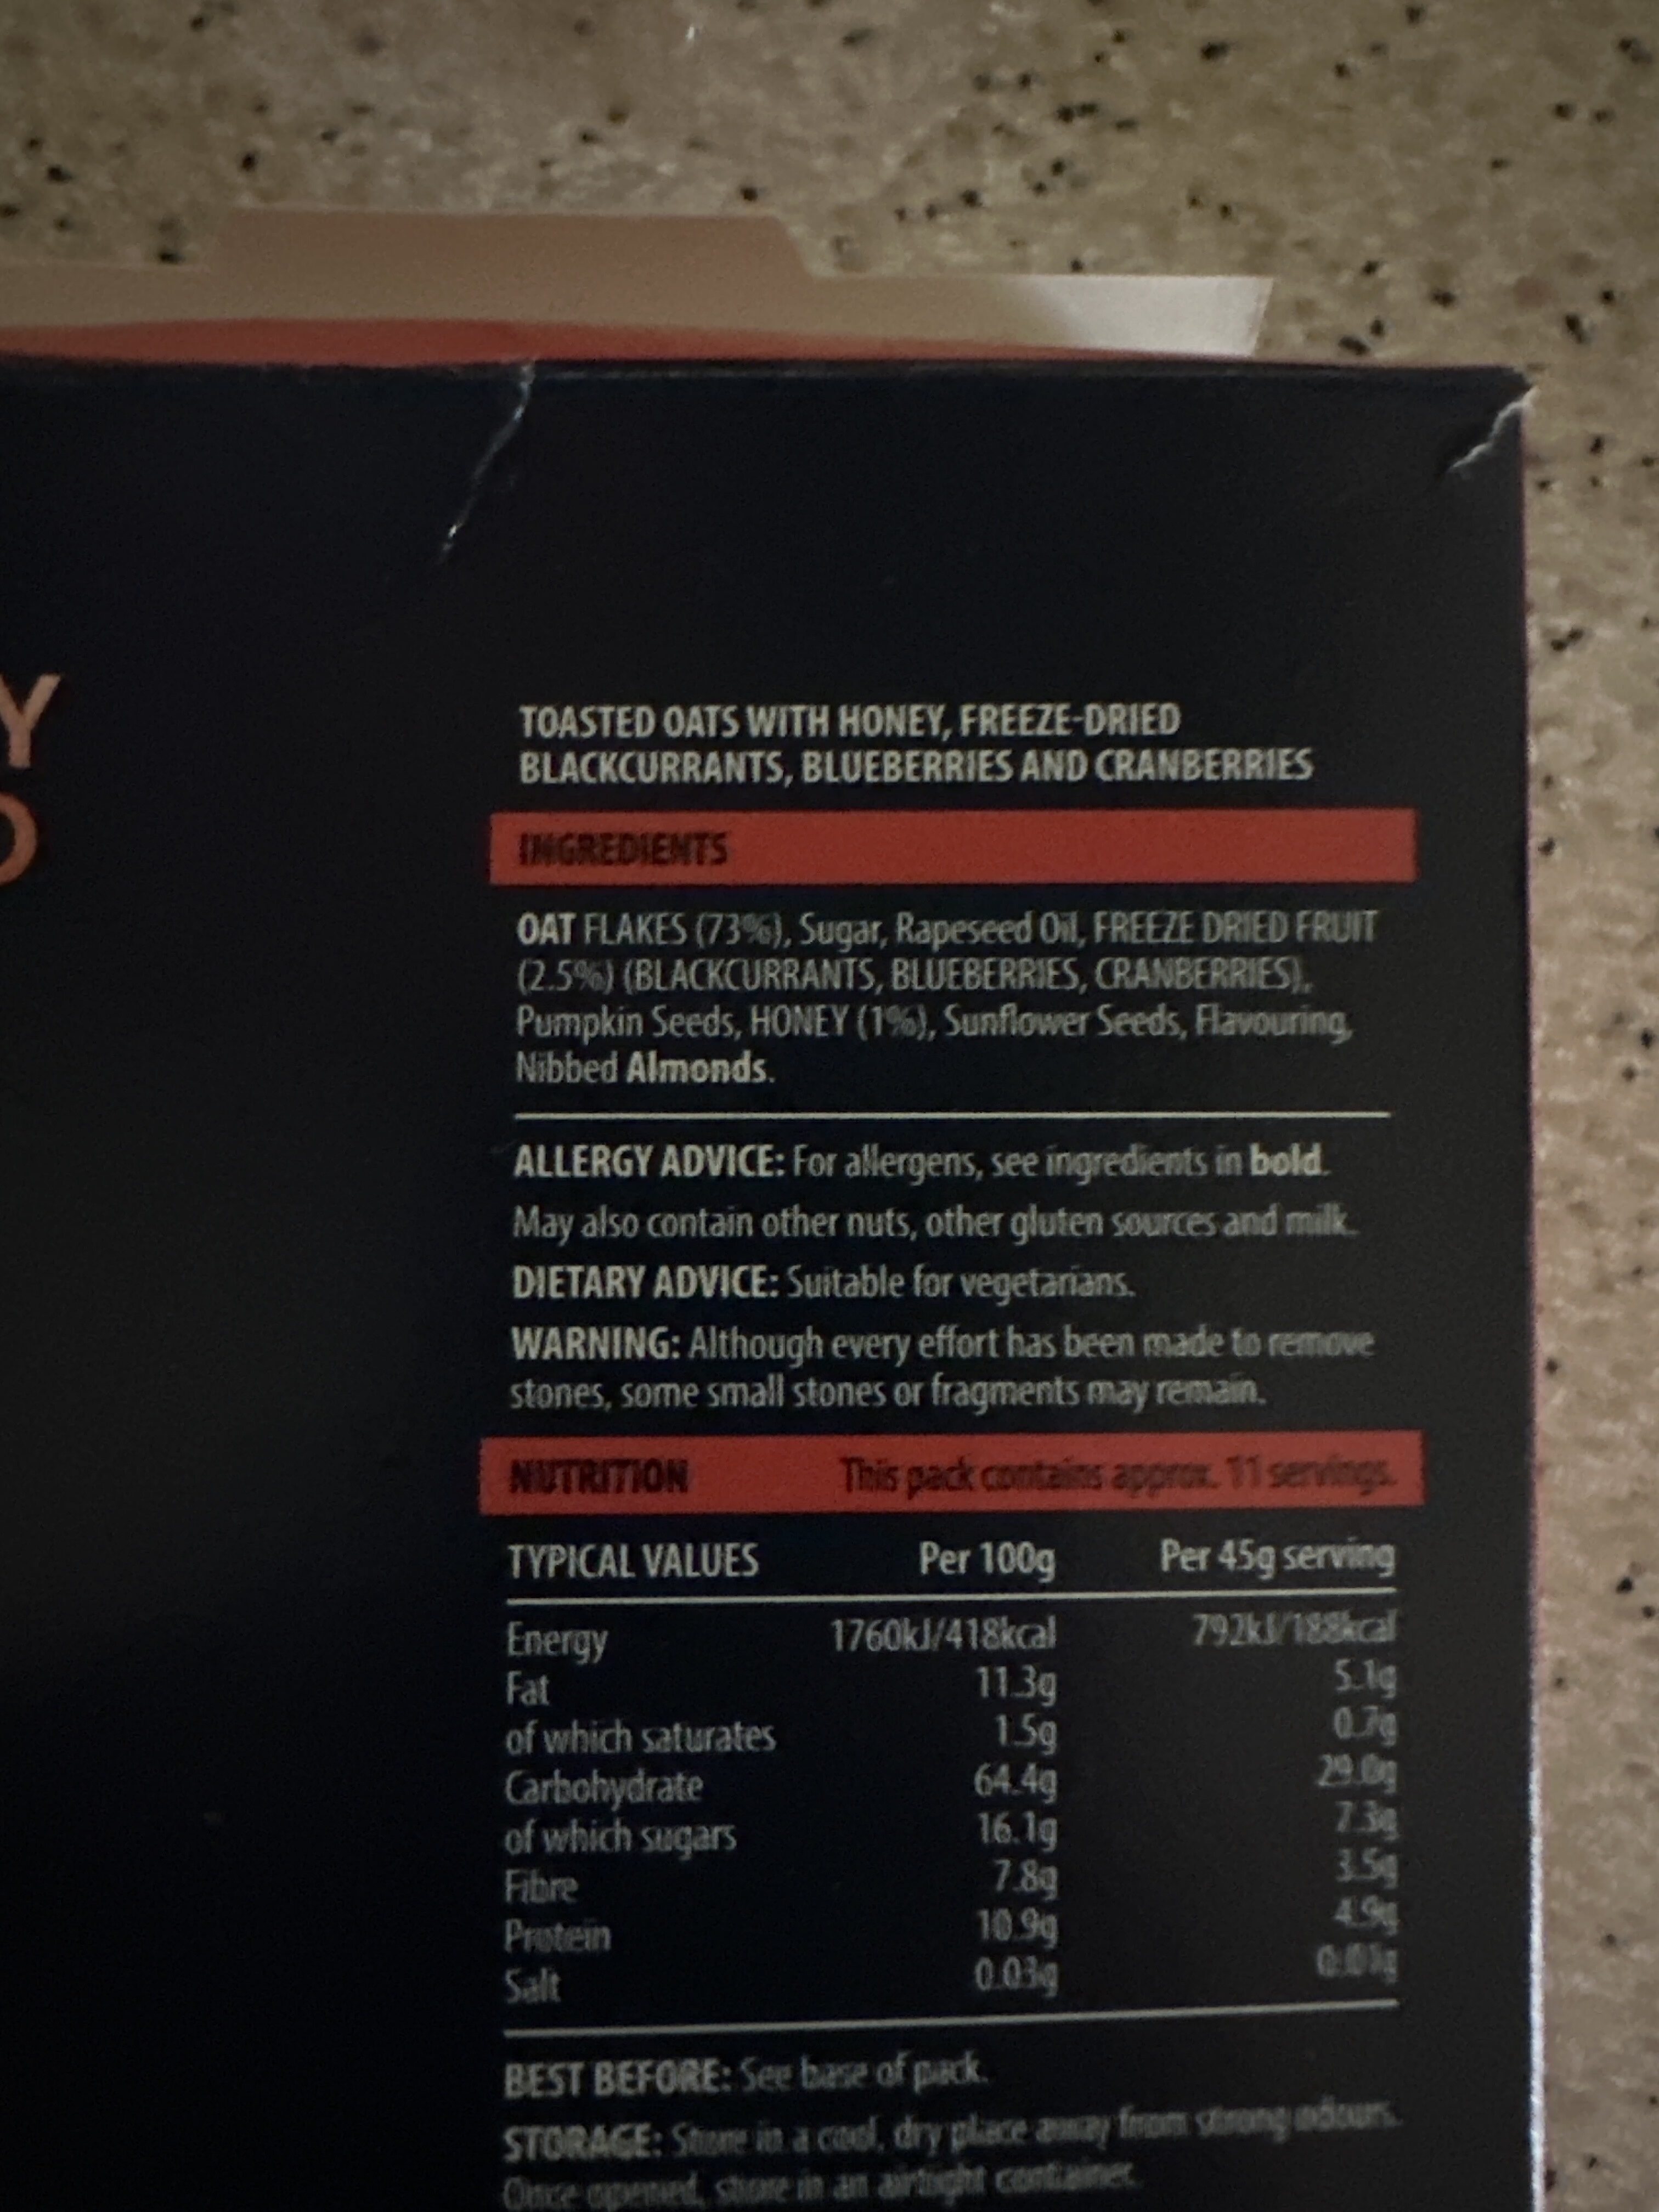 Y
TOASTED OATS WITH HONEY, FREEZE-DRIED
BLACKCURRANTS, BLUEBERRIES AND CRANBERRIES
INGREDIENTS
OAT FLAKES (73%), Sugar, Rapeseed Oil, FREEZE DRIED FRUIT
(2.5%) (BLACKCURRANTS, BLUEBERRIES, CRANBERRIES),
Pumpkin Seeds, HONEY (1%), Sunflower Seeds, Flavouring,
Nibbed Almonds.
ALLERGY ADVICE: For allergens, see ingredients in bold.
May also contain other nuts, other gluten sources and milk.
DIETARY ADVICE: Suitable for vegetarians.
WARNING: Although every effort has been made to remove
stones, some small stones or fragments may remain.
NUTRITION This pack contains approx. 11 servings.
TYPICAL VALUES Per 100g Per 45g serving
Energy 1760kJ/418kcal 792kJ/188kcal
Fat 11.3g 5.1g
of which saturates 1.5g 0.7g
Carbohydrate 64.4g 29.0g
of which sugars 16.1g 7.3g
Fibre 7.8g 3.5g
Protein 10.9g 4.9g
Salt 0.03g 0.01g
BEST BEFORE: See base of pack.
STORAGE: Store in a cool, dry place away from strong odours.
Once opened, store in an airtight container.